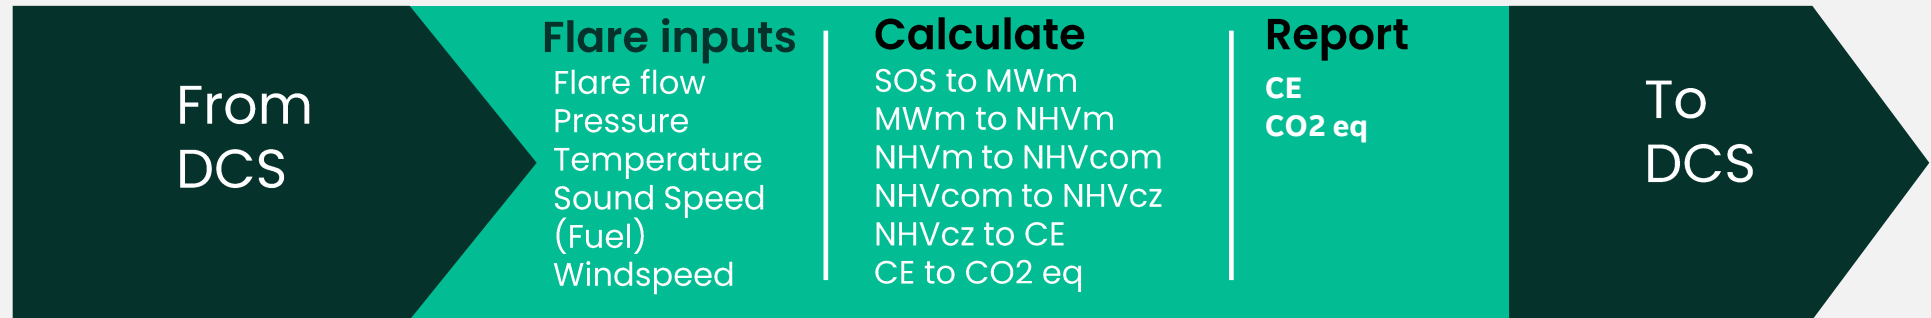 From
DCS
Flare inputs
Flare flow
Pressure
Temperature
Sound Speed
(Fuel)
Windspeed
Calculate
SOS to MWm
MWm to NHVm
NHVm to NHVcom
NHVcom to NHVcz
NHVcz to CE
CE to CO2 eq
Report
CE
CO2 eq
To
DCS